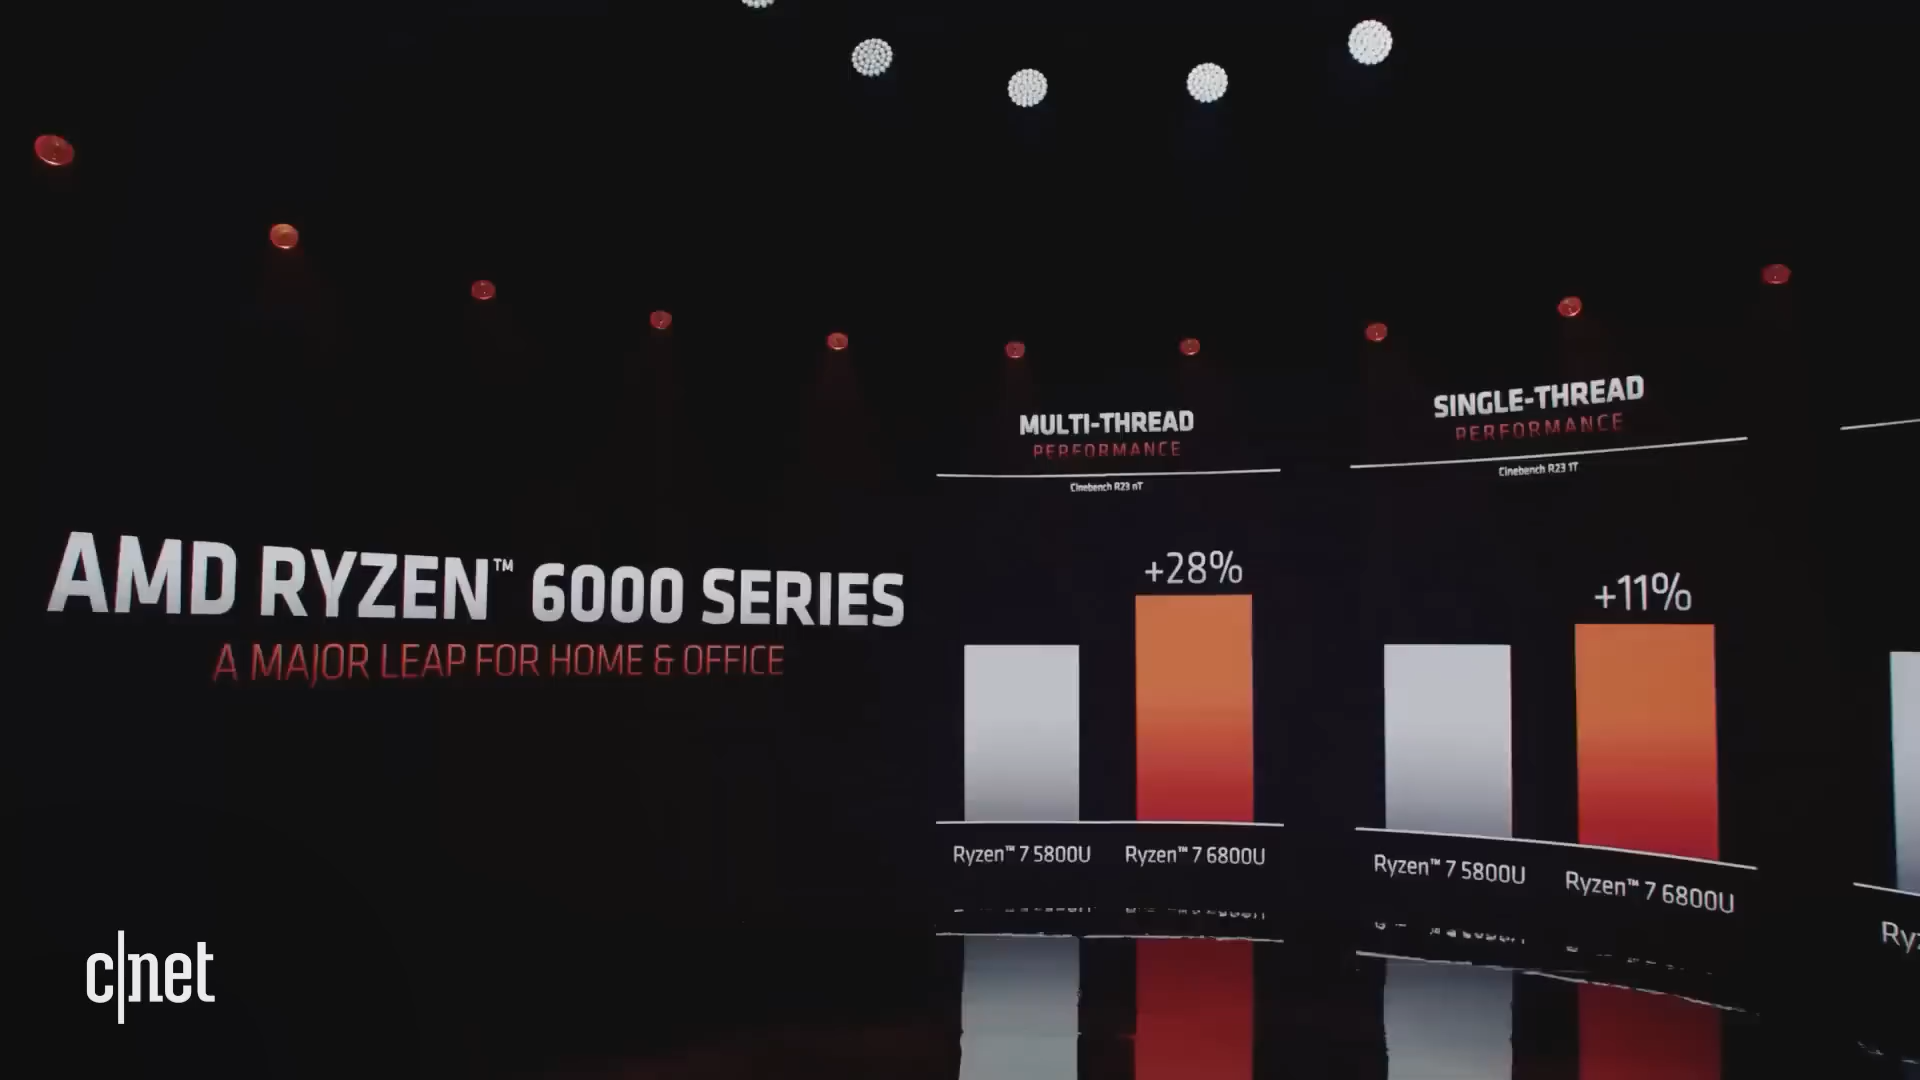 MULTI-THREAD
PERFORMANCE
Cinebench R23 nT
+28%
Ryzen™ 7 5800U
Ryzen™ 7 6800U
SINGLE-THREAD
PERFORMANCE
Cinebench R23 1T
+11%
Ryzen™ 7 5800U
Ryzen™ 7 6800U
AMD RYZEN™ 6000 SERIES
A MAJOR LEAP FOR HOME & OFFICE
c|net